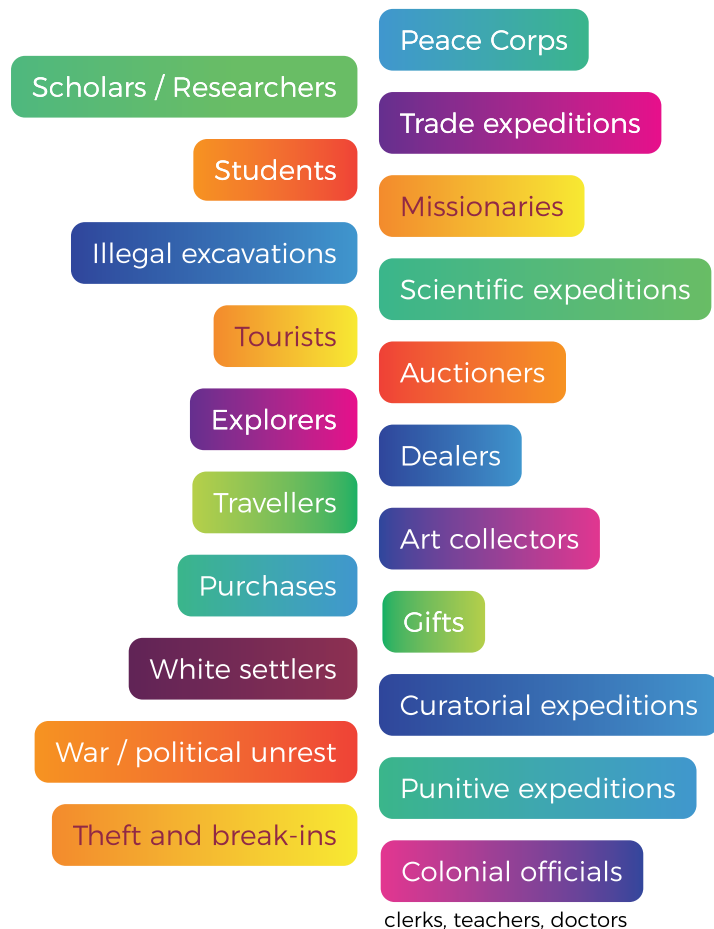 Peace Corps
Scholars / Researchers
Trade expeditions
Students
Missionaries
Illegal excavations
Scientific expeditions
Tourists
Auctioners
Explorers
Dealers
Travellers
Art collectors
Purchases
Gifts
White settlers
Curatorial expeditions
War / political unrest
Punitive expeditions
Theft and break-ins
Colonial officials
clerks, teachers, doctors